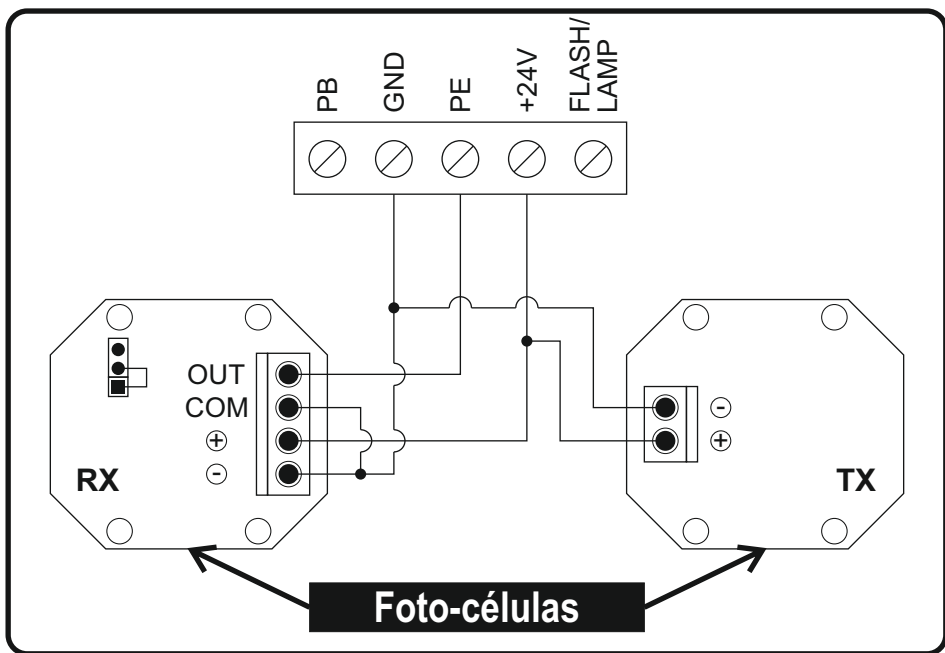 PB
GND
PE
+24V
FLASH/
LAMP
OUT
COM
+
-
RX
-
+
TX
Foto-células